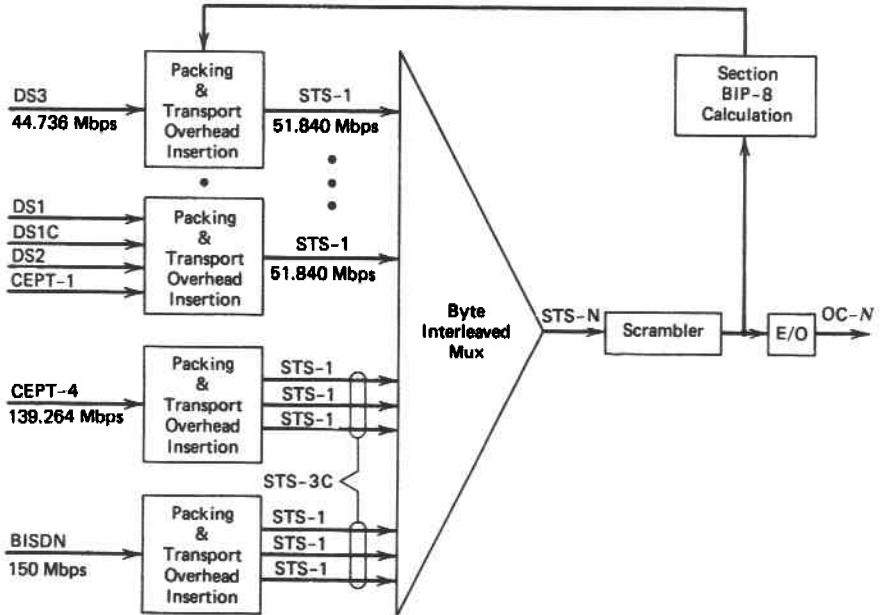 Packing
&
Transport
Overhead
Insertion
DS3
44.736 Mbps
STS-1
51.840 Mbps
Section
BIP-8
Calculation
DS1
DS1C
DS2
CEPT-1
Packing
&
Transport
Overhead
Insertion
STS-1
51.840 Mbps
Byte
Interleaved
Mux
STS-N
Scrambler
E/O
OC-N
CEPT-4
139.264 Mbps
Packing
&
Transport
Overhead
Insertion
STS-1
STS-1
STS-1
STS-3C
BISDN
150 Mbps
Packing
&
Transport
Overhead
Insertion
STS-1
STS-1
STS-1